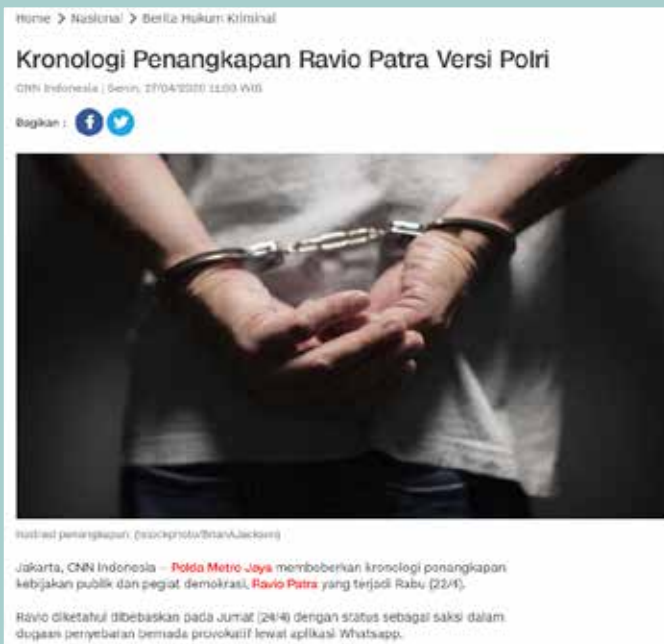 Home > Nasional > Berita Hukum Kriminal
Kronologi Penangkapan Ravio Patra Versi Polri
CNN Indonesia | Senin, 27/04/2020 11:03 WIB
Bagikan :
Ilustrasi penangkapan. (Istockphoto/BrianAJackson)
Jakarta, CNN Indonesia -- Polda Metro Jaya membeberkan kronologi penangkapan
kebijakan publik dan pegiat demokrasi, Ravio Patra yang terjadi Rabu (22/4).
Ravio diketahui dibebaskan pada Jumat (24/4) dengan status sebagai saksi dalam
dugaan penyebaran bernada provokatif lewat aplikasi Whatsapp.